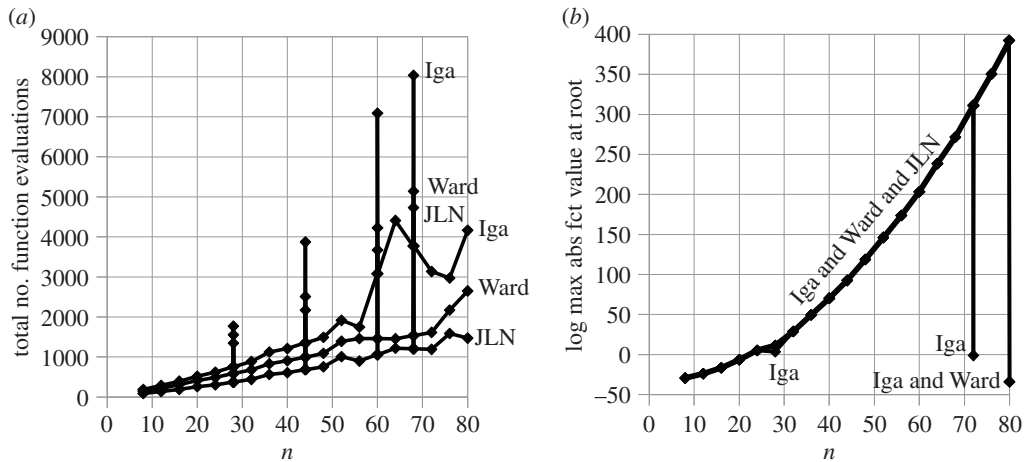 (a)
total no. function evaluations
9000
8000
7000
6000
5000
4000
3000
2000
1000
0
Iga
Ward
JLN
Iga
Ward
JLN
0 10 20 30 40 50 60 70 80
n
(b)
log max abs fct value at root
400
350
300
250
200
150
100
50
0
–50
Iga and Ward and JLN
Iga
Iga
Iga and Ward
0 10 20 30 40 50 60 70 80
n